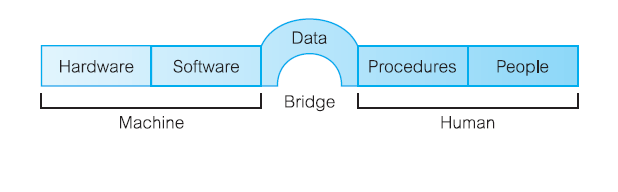 Data
Hardware Software Procedures People
Bridge
Machine Human